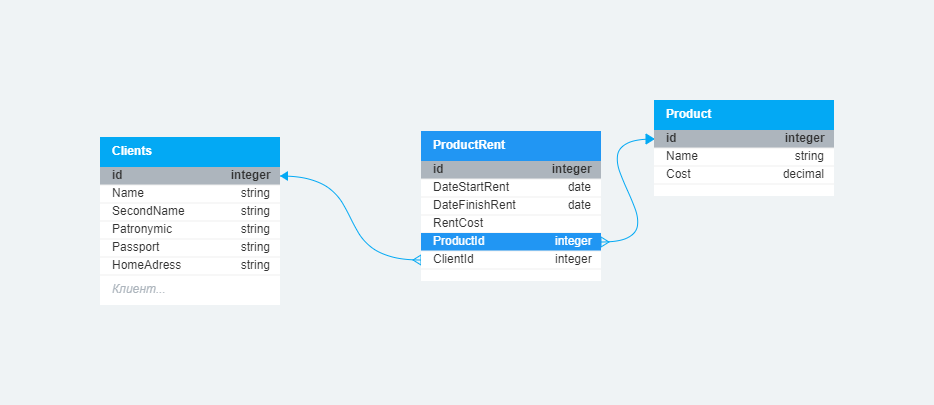 Clients
id integer
Name string
SecondName string
Patronymic string
Passport string
HomeAdress string
Клиент...
ProductRent
id integer
DateStartRent date
DateFinishRent date
RentCost
ProductId integer
ClientId integer
Product
id integer
Name string
Cost decimal